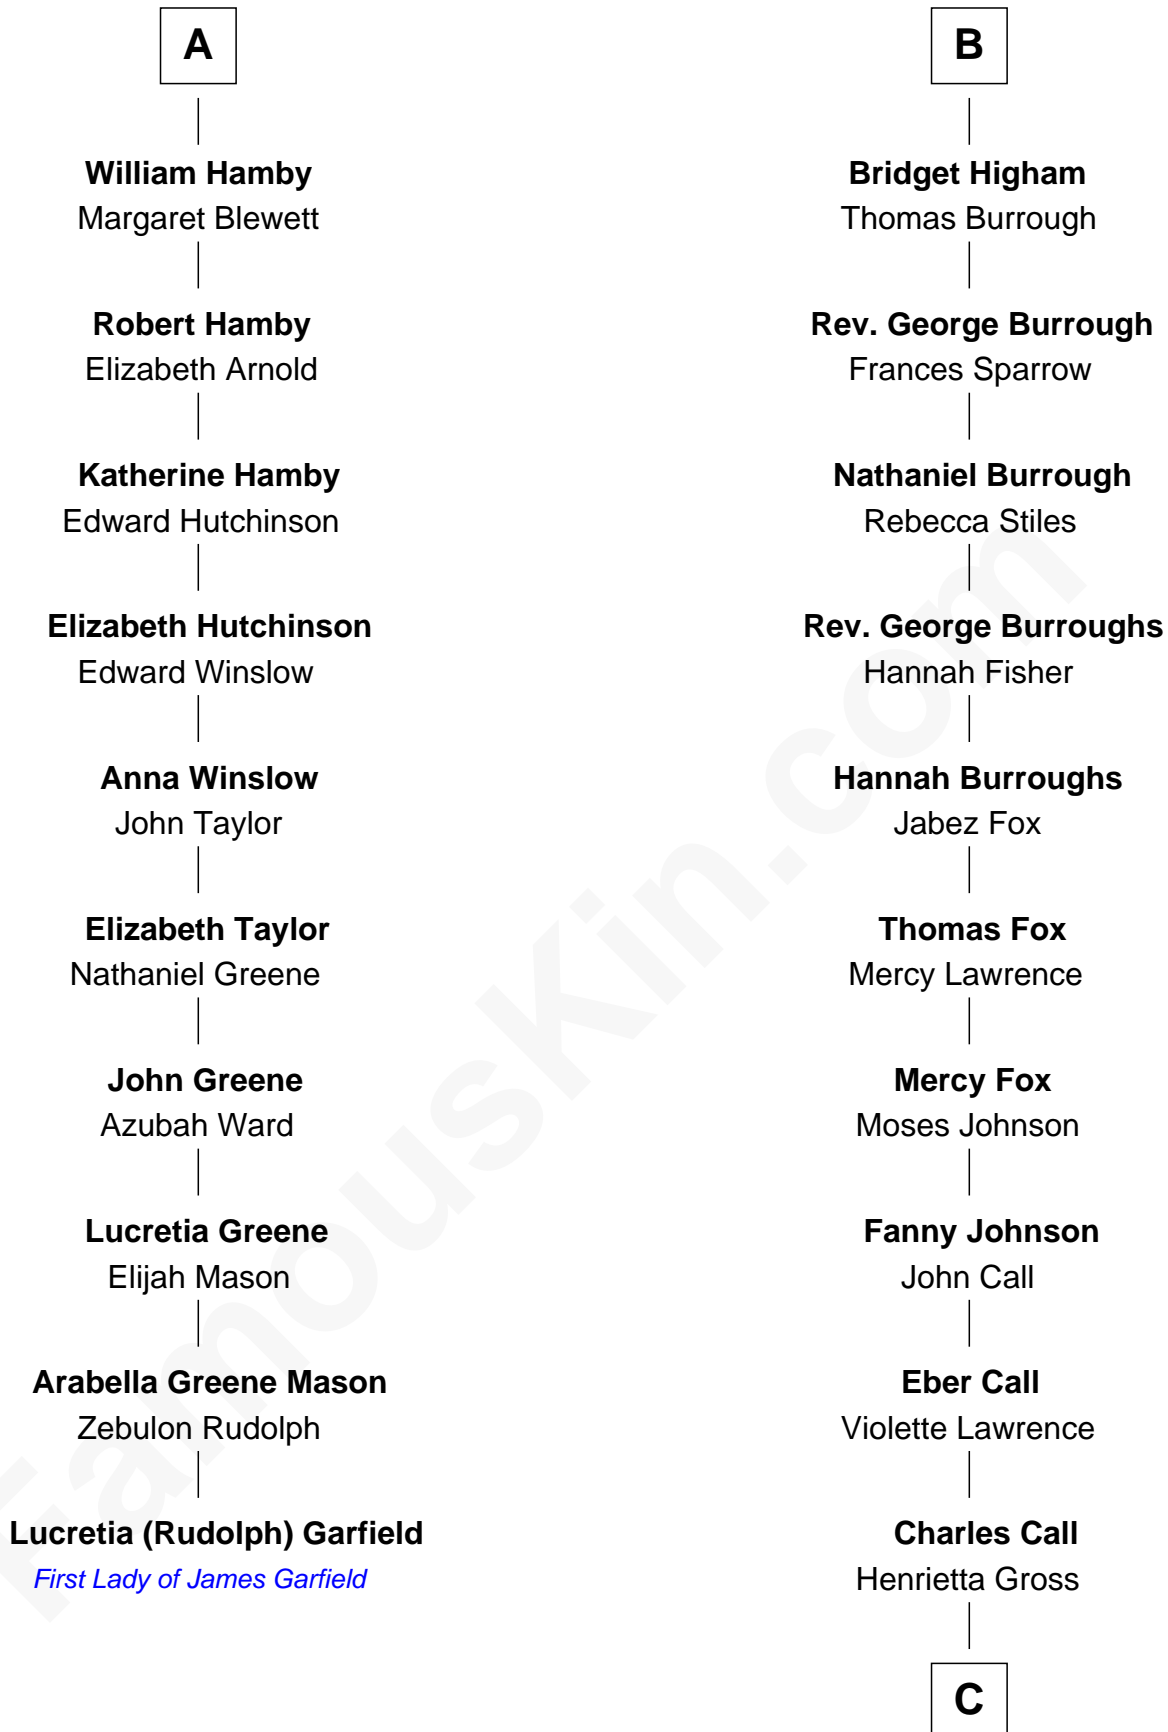 A
William Hamby
Margaret Blewett
Robert Hamby
Elizabeth Arnold
Katherine Hamby
Edward Hutchinson
Elizabeth Hutchinson
Edward Winslow
Anna Winslow
John Taylor
Elizabeth Taylor
Nathaniel Greene
John Greene
Azubah Ward
Lucretia Greene
Elijah Mason
Arabella Greene Mason
Zebulon Rudolph
Lucretia (Rudolph) Garfield
First Lady of James Garfield
B
Bridget Higham
Thomas Burrough
Rev. George Burrough
Frances Sparrow
Nathaniel Burrough
Rebecca Stiles
Rev. George Burroughs
Hannah Fisher
Hannah Burroughs
Jabez Fox
Thomas Fox
Mercy Lawrence
Mercy Fox
Moses Johnson
Fanny Johnson
John Call
Eber Call
Violette Lawrence
Charles Call
Henrietta Gross
C
FamousKin.com